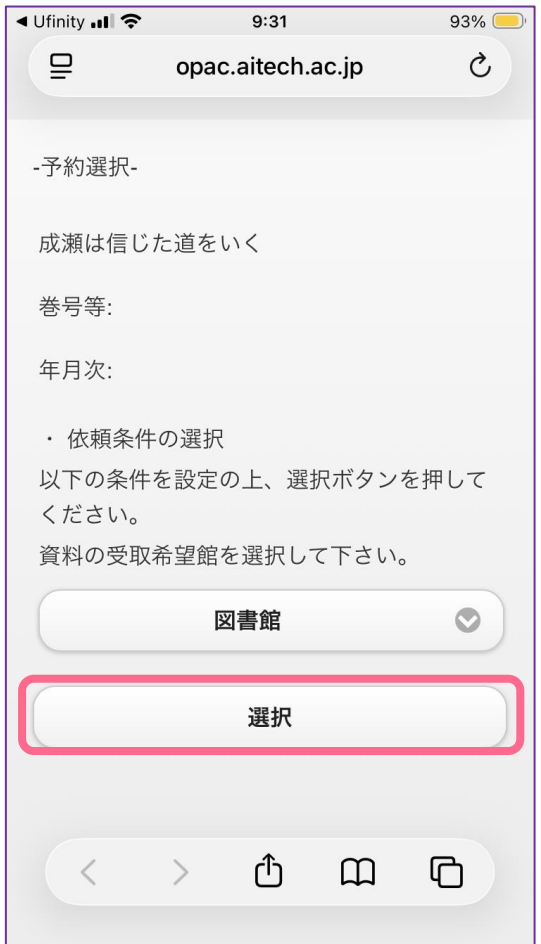 ◀ Ufinity
9:31
93%
opac.aitech.ac.jp
-予約選択-
成瀬は信じた道をいく
巻号等:
年月次:
・ 依頼条件の選択
以下の条件を設定の上、選択ボタンを押して
ください。
資料の受取希望館を選択して下さい。
図書館
選択